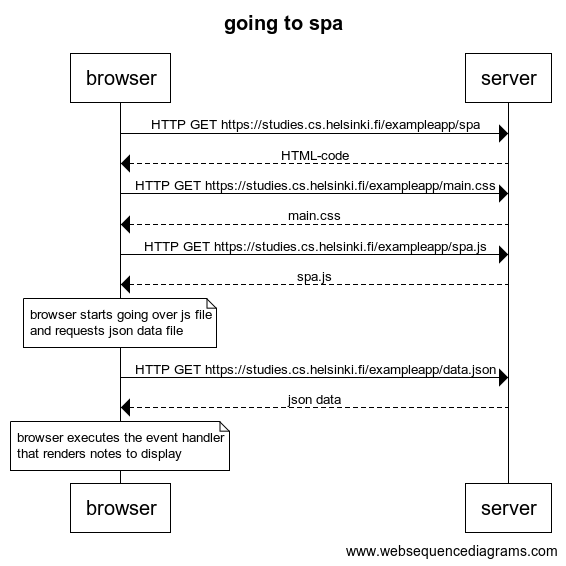 going to spa
browser
server
HTTP GET https://studies.cs.helsinki.fi/exampleapp/spa
HTML-code
HTTP GET https://studies.cs.helsinki.fi/exampleapp/main.css
main.css
HTTP GET https://studies.cs.helsinki.fi/exampleapp/spa.js
spa.js
browser starts going over js file
and requests json data file
HTTP GET https://studies.cs.helsinki.fi/exampleapp/data.json
json data
browser executes the event handler
that renders notes to display
browser
server
www.websequencediagrams.com